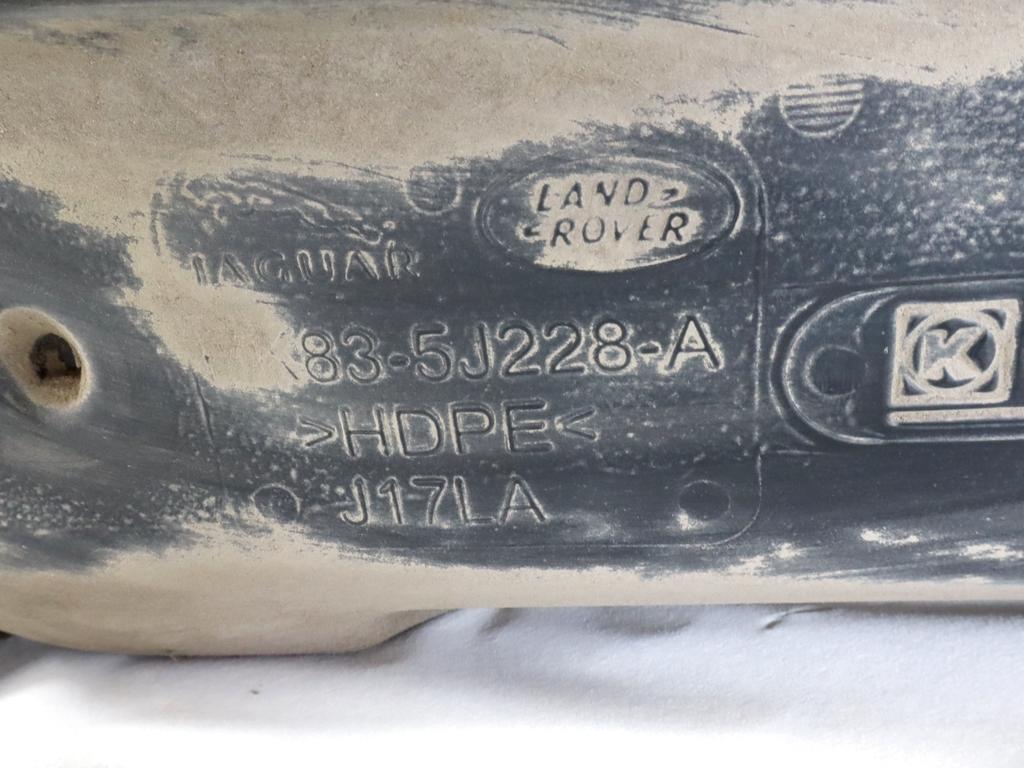 JAGUAR
LAND
ROVER
83-5J228-A
>HDPE<
J17LA
K